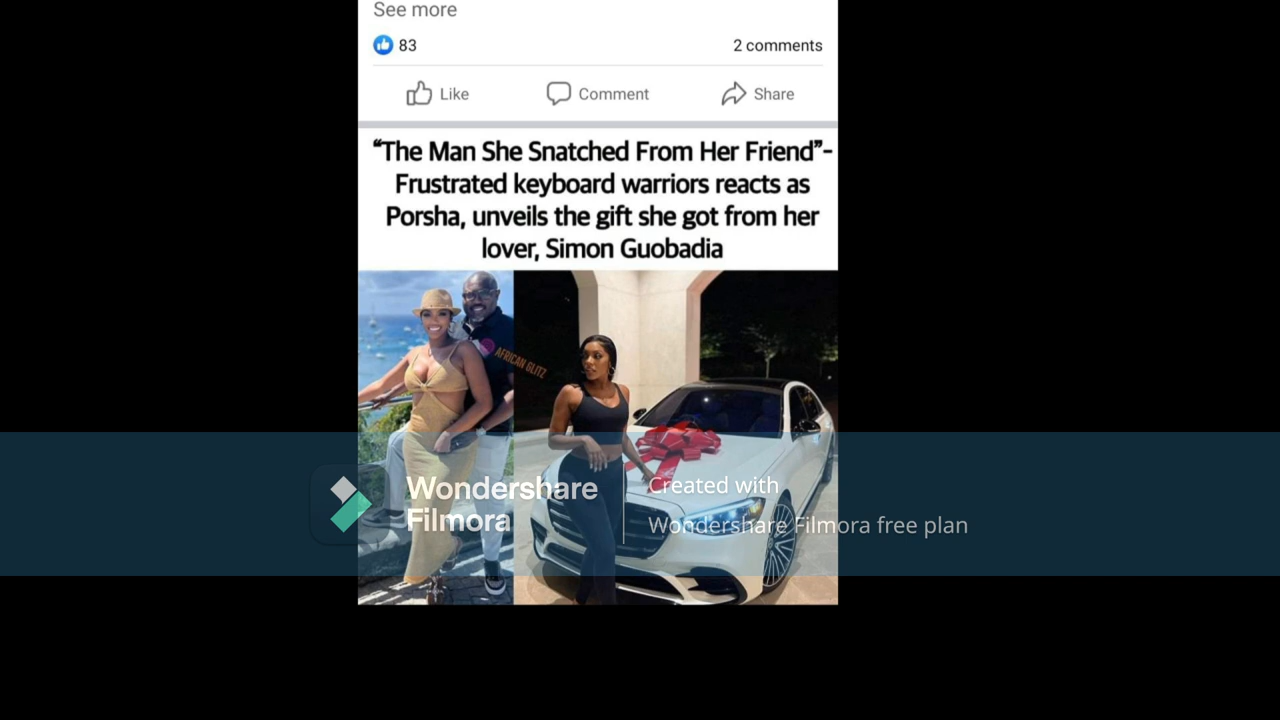 See more
83
2 comments
Like
Comment
Share
“The Man She Snatched From Her Friend”-
Frustrated keyboard warriors reacts as
Porsha, unveils the gift she got from her
lover, Simon Guobadia
AFRICAN GLITZ
Wondershare
Filmora
Created with
Wondershare Filmora free plan